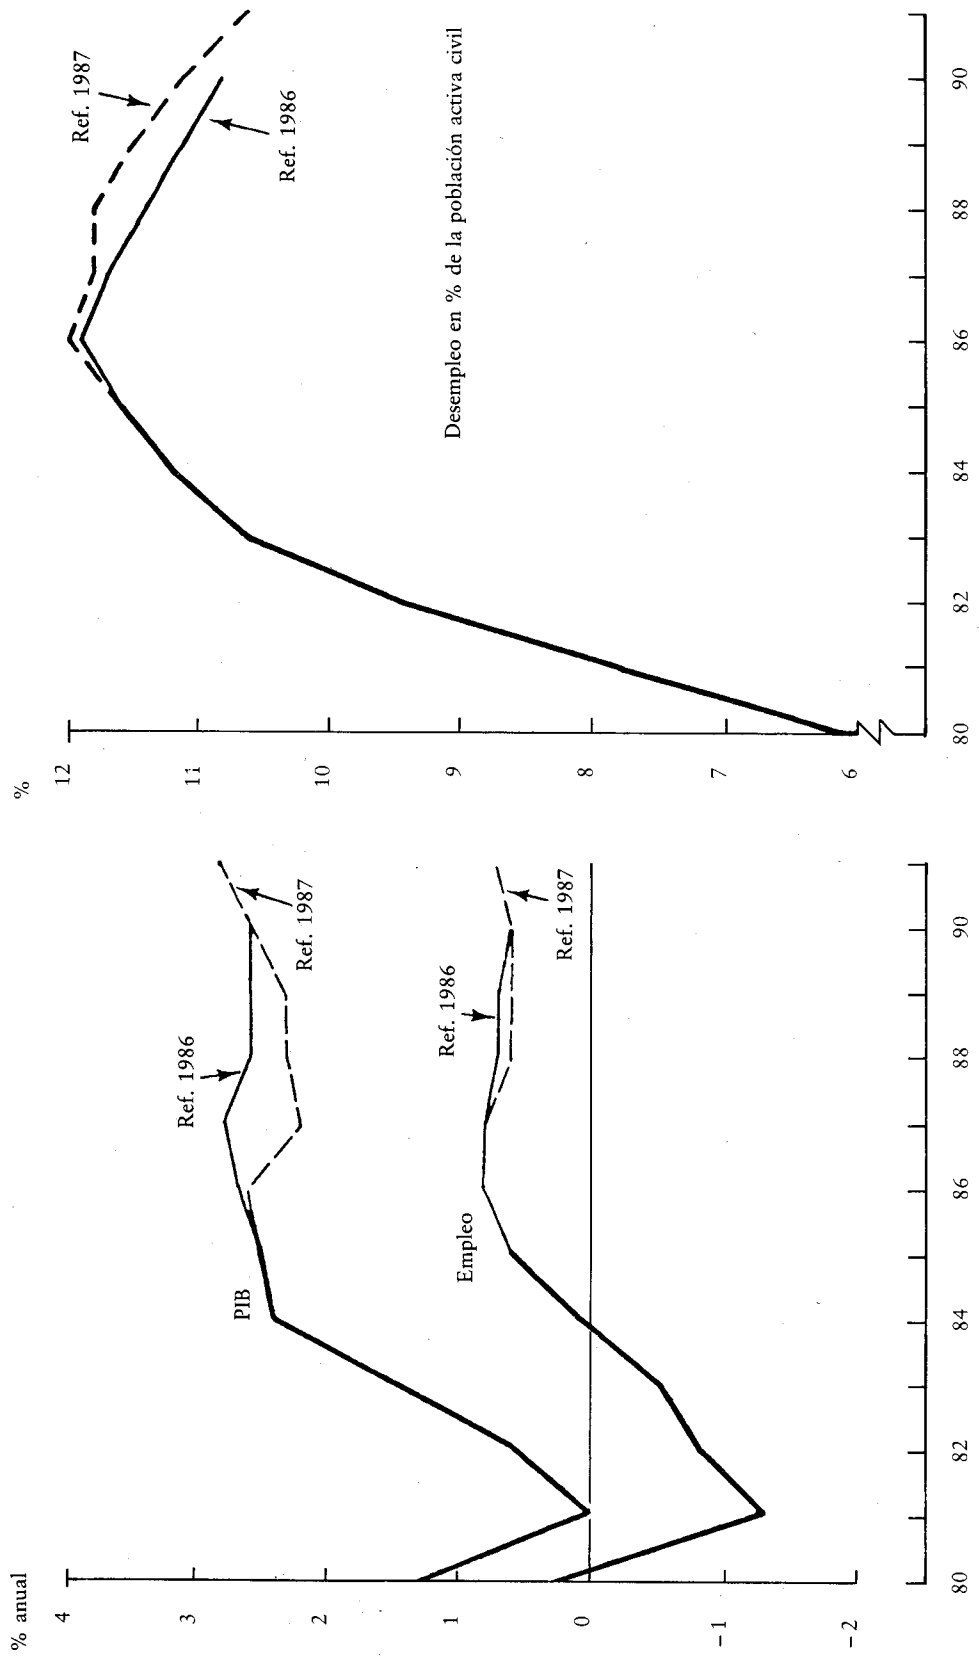 % anual
4
3
2
1
0
-1
-2
PIB
Ref. 1986
Ref. 1987
Empleo
Ref. 1986
Ref. 1987
80
82
84
86
88
90
%
12
11
10
9
8
7
6
Ref. 1987
Ref. 1986
Desempleo en % de la población activa civil
80
82
84
86
88
90